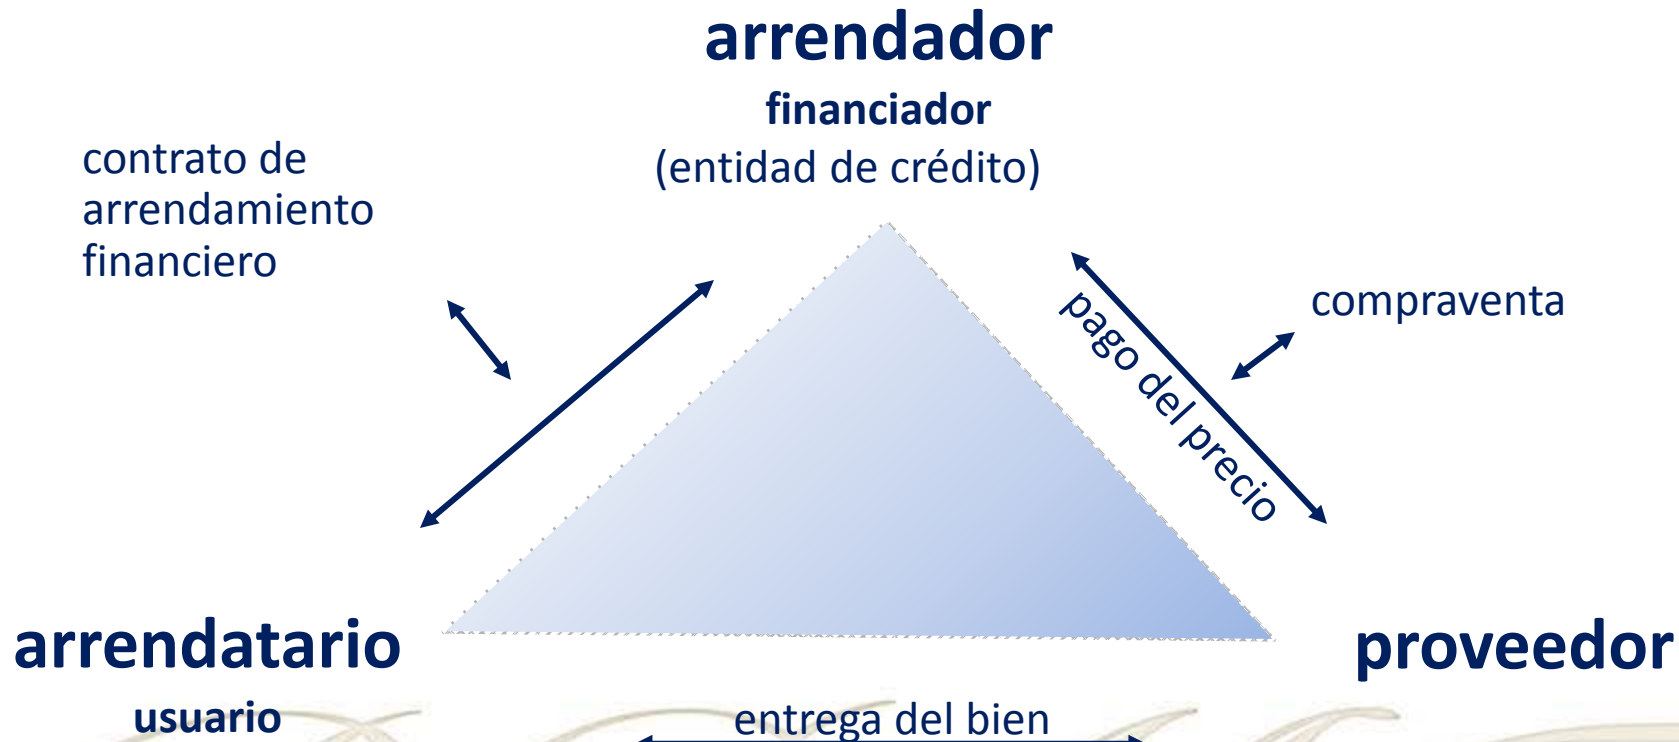 arrendador
financiador
(entidad de crédito)
contrato de
arrendamiento
financiero
compraventa
pago del precio
arrendatario
usuario
proveedor
entrega del bien